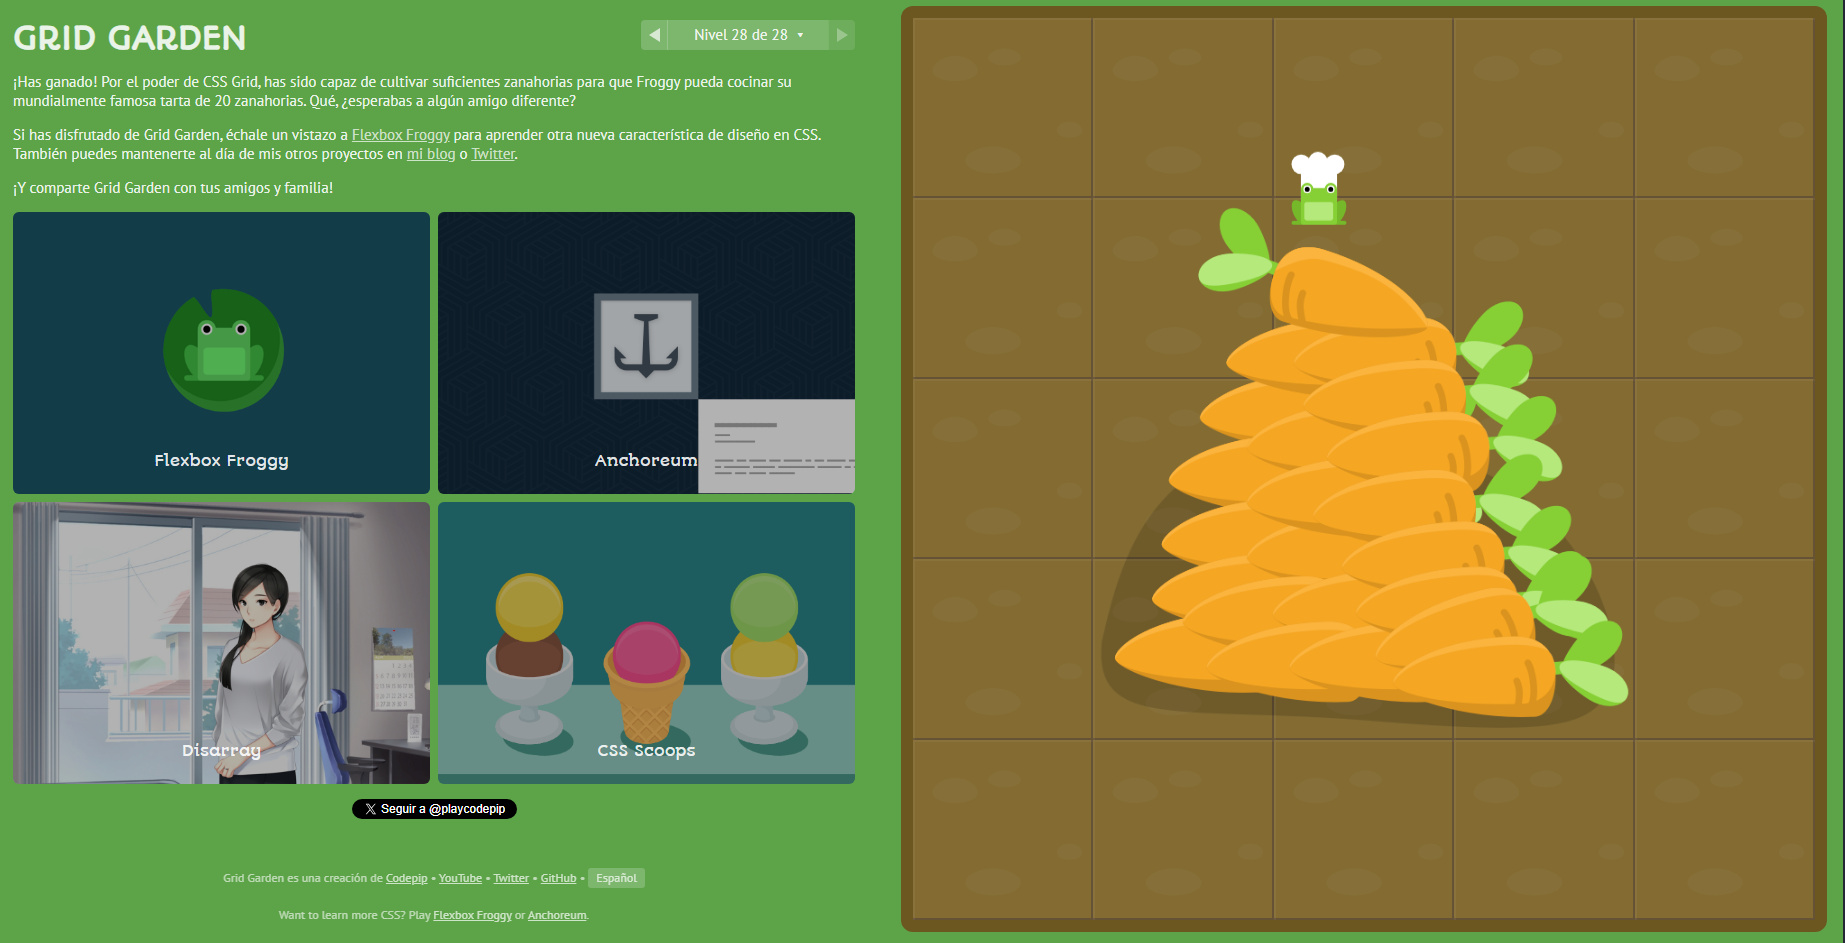 GRID GARDEN
Nivel 28 de 28
¡Has ganado! Por el poder de CSS Grid, has sido capaz de cultivar suficientes zanahorias para que Froggy pueda cocinar su
mundialmente famosa tarta de 20 zanahorias. Qué, ¿esperabas a algún amigo diferente?
Si has disfrutado de Grid Garden, échale un vistazo a Flexbox Froggy para aprender otra nueva característica de diseño en CSS.
También puedes mantenerte al día de mis otros proyectos en mi blog o Twitter.
¡Y comparte Grid Garden con tus amigos y familia!
Flexbox Froggy
Anchoreum
Disarray
CSS Scoops
Seguir a @playcodepip
Grid Garden es una creación de Codepip • YouTube • Twitter • GitHub • Español
Want to learn more CSS? Play Flexbox Froggy or Anchoreum.